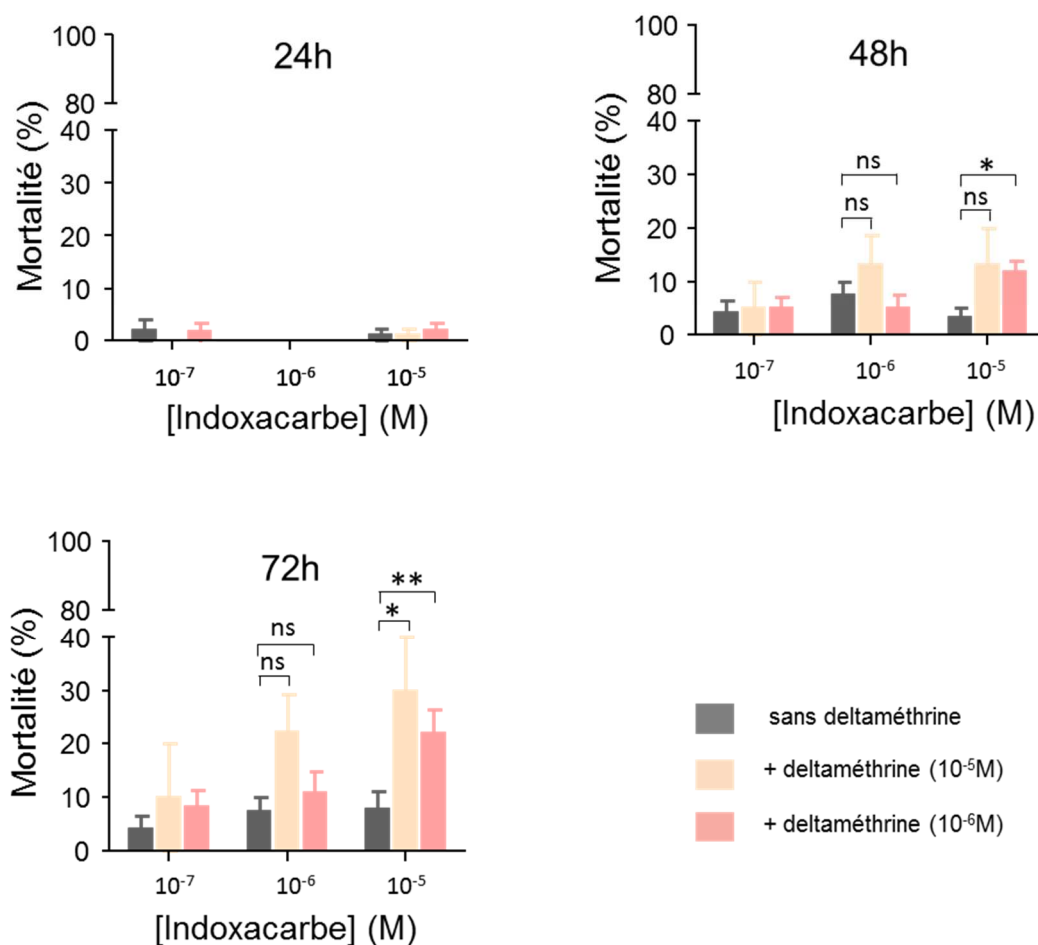 24h
Mortalité (%)
100
80
40
30
20
10
0
10⁻⁷ 10⁻⁶ 10⁻⁵
[Indoxacarbe] (M)
48h
Mortalité (%)
100
80
40
30
20
10
0
ns
ns
*
ns
10⁻⁷ 10⁻⁶ 10⁻⁵
[Indoxacarbe] (M)
72h
Mortalité (%)
100
80
40
30
20
10
0
ns
ns
**
*
10⁻⁷ 10⁻⁶ 10⁻⁵
[Indoxacarbe] (M)
sans deltaméthrine
+ deltaméthrine (10⁻⁵M)
+ deltaméthrine (10⁻⁶M)